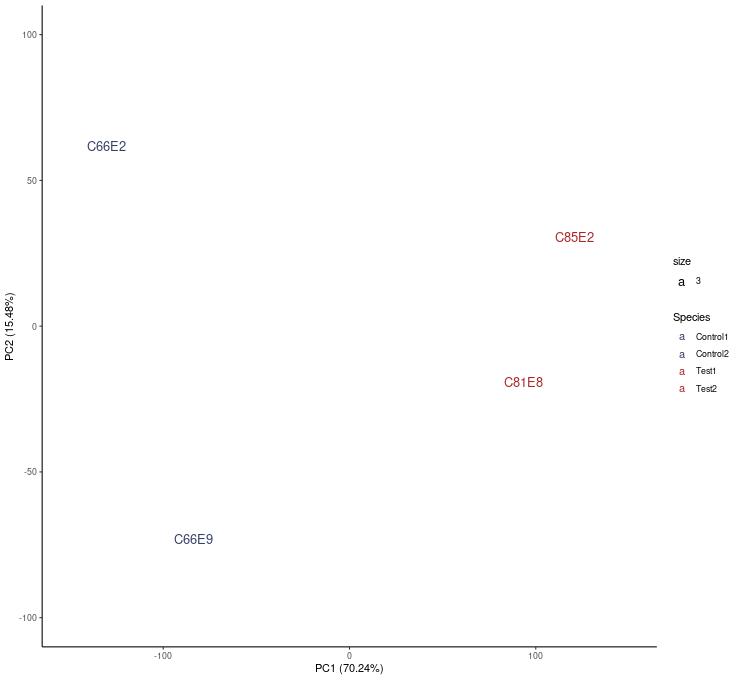 100
C66E2
50
C85E2
size
a 3
Species
PC2 (15.48%)
0
a Control1
a Control2
a Test1
C81E8
a Test2
-50
C66E9
-100
-100 0 100
PC1 (70.24%)